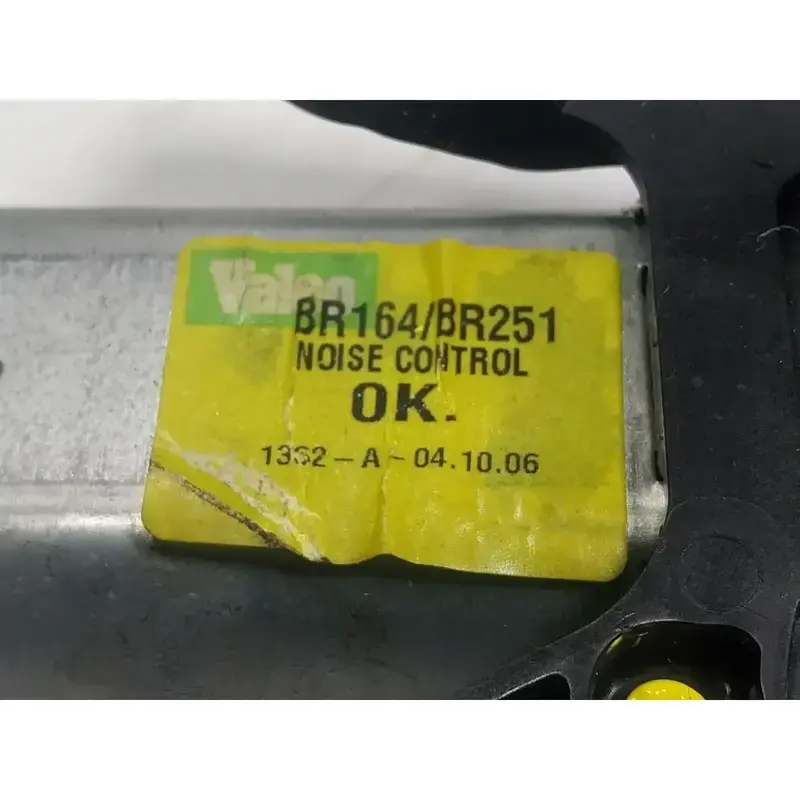 Valeo
BR164/BR251
NOISE CONTROL
OK.
1332-A-04.10.06